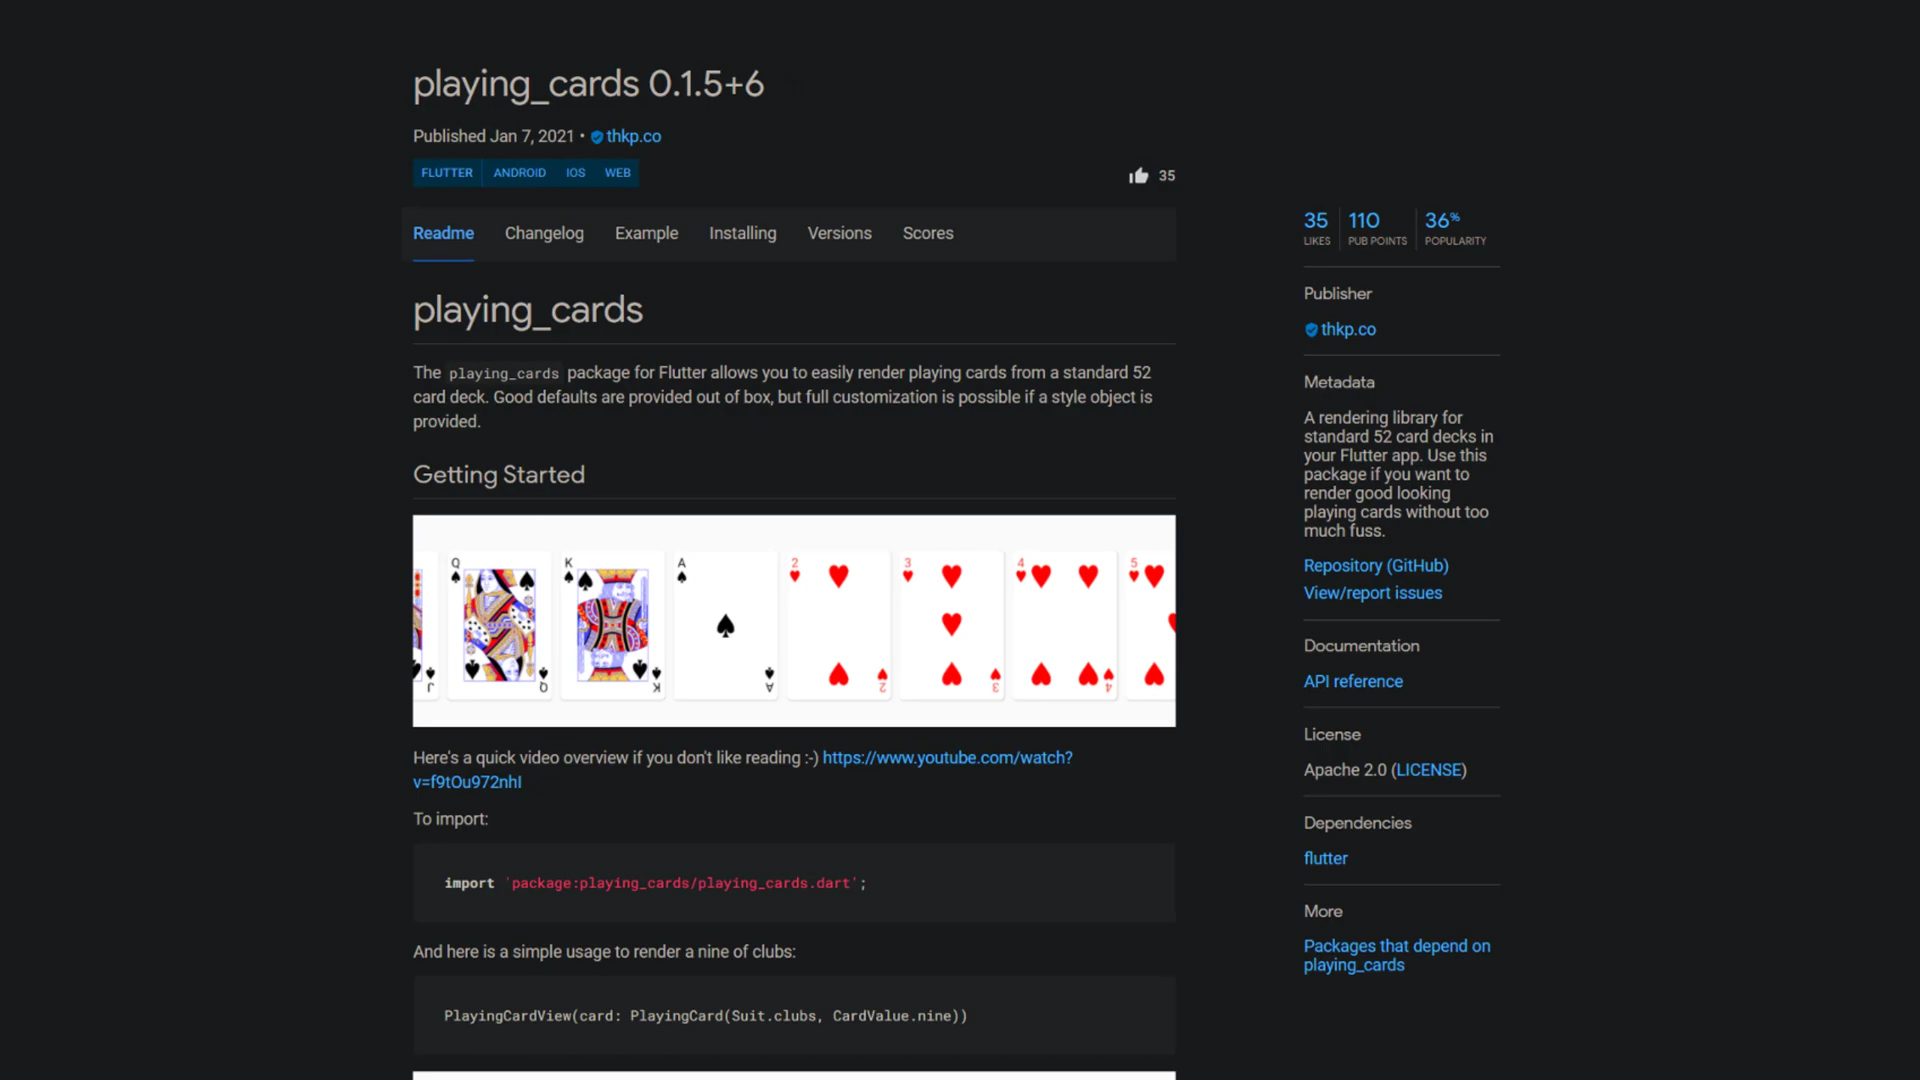 playing_cards 0.1.5+6
Published Jan 7, 2021 • thkp.co
FLUTTER ANDROID IOS WEB
35
Readme Changelog Example Installing Versions Scores
playing_cards
The playing_cards package for Flutter allows you to easily render playing cards from a standard 52
card deck. Good defaults are provided out of box, but full customization is possible if a style object is
provided.
Getting Started
J
Q
Q
K
K
A
A
2
2
3
3
4
4
5
Here's a quick video overview if you don't like reading :-) https://www.youtube.com/watch?
v=f9tOu972nhI
To import:
import `package:playing_cards/playing_cards.dart`;
And here is a simple usage to render a nine of clubs:
PlayingCardView(card: PlayingCard(Suit.clubs, CardValue.nine))
35 110 36%
LIKES PUB POINTS POPULARITY
Publisher
thkp.co
Metadata
A rendering library for
standard 52 card decks in
your Flutter app. Use this
package if you want to
render good looking
playing cards without too
much fuss.
Repository (GitHub)
View/report issues
Documentation
API reference
License
Apache 2.0 (LICENSE)
Dependencies
flutter
More
Packages that depend on
playing_cards